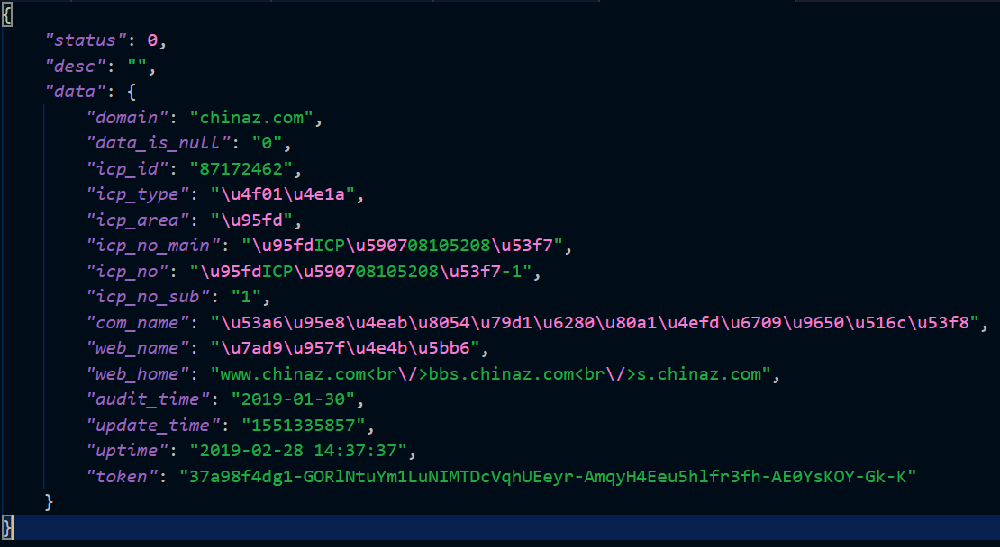 {
"status": 0,
"desc": "",
"data": {
"domain": "chinaz.com",
"data_is_null": "0",
"icp_id": "87172462",
"icp_type": "\u4f01\u4e1a",
"icp_area": "\u95fd",
"icp_no_main": "\u95fdICP\u590708105208\u53f7",
"icp_no": "\u95fdICP\u590708105208\u53f7-1",
"icp_no_sub": "1",
"com_name": "\u53a6\u95e8\u4eab\u8054\u79d1\u6280\u80a1\u4efd\u6709\u9650\u516c\u53f8",
"web_name": "\u7ad9\u957f\u4e4b\u5bb6",
"web_home": "www.chinaz.com<br\/>bbs.chinaz.com<br\/>s.chinaz.com",
"audit_time": "2019-01-30",
"update_time": "1551335857",
"uptime": "2019-02-28 14:37:37",
"token": "37a98f4dg1-GORlNtuYm1LuNIMTDcVqhUEeyr-AmqyH4Eeu5hlfr3fh-AE0YsKOY-Gk-K"
}
}